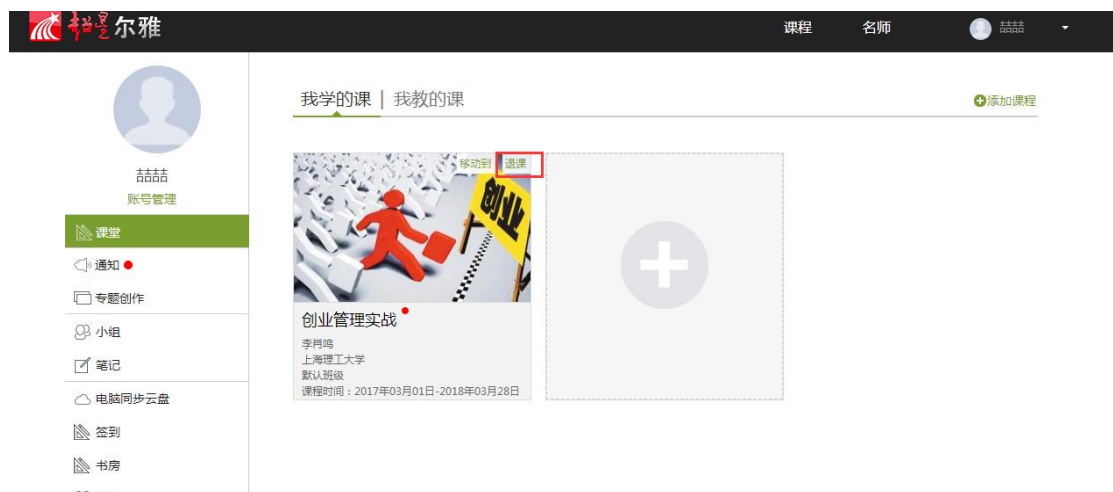 超星尔雅
课程
名师
喆喆
喆喆
账号管理
课堂
通知
专题创作
小组
笔记
电脑同步云盘
签到
书房
我学的课 | 我教的课
添加课程
移动到
退课
创业
创业管理实战
李肖鸣
上海理工大学
默认班级
课程时间：2017年03月01日-2018年03月28日